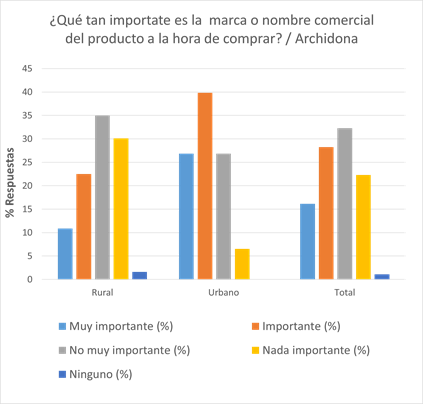 ¿Qué tan importate es la marca o nombre comercial
del producto a la hora de comprar? / Archidona
% Respuestas
45
40
35
30
25
20
15
10
5
0
Rural
Urbano
Total
Muy importante (%)
Importante (%)
No muy importante (%)
Nada importante (%)
Ninguno (%)